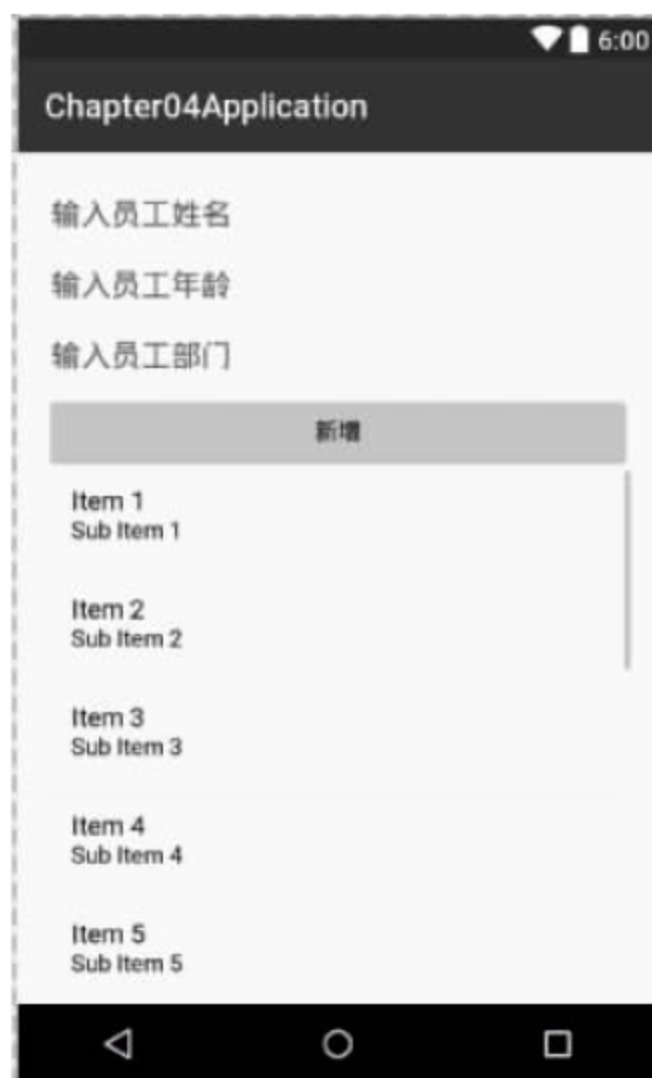 6:00
Chapter04Application
输入员工姓名
输入员工年龄
输入员工部门
新增
Item 1
Sub Item 1
Item 2
Sub Item 2
Item 3
Sub Item 3
Item 4
Sub Item 4
Item 5
Sub Item 5